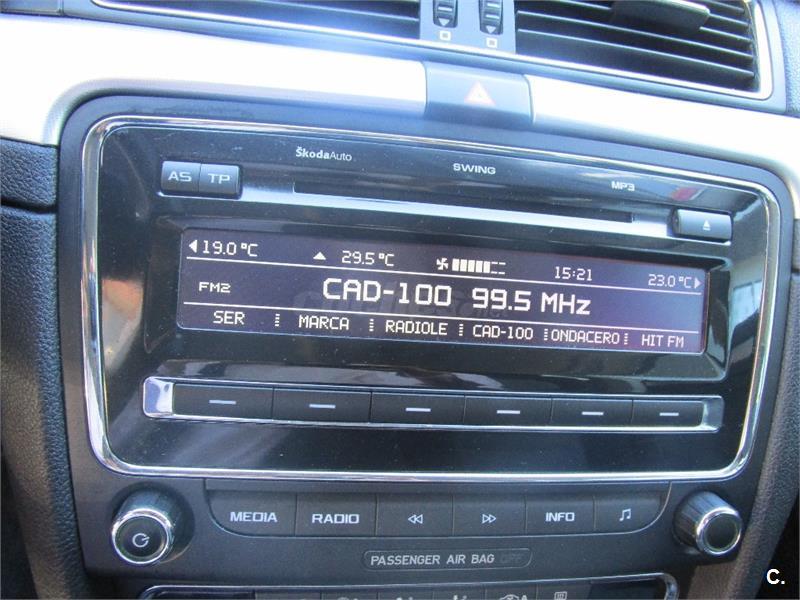 ŠkodaAuto
SWING
MP3
AS TP
19.0°C 29.5°C 15:21 23.0°C
FM2 CAD-100 99.5 MHz
SER MARCA RADIOLE CAD-100 ONDACERO HIT FM
MEDIA RADIO INFO
PASSENGER AIR BAG OFF
C.